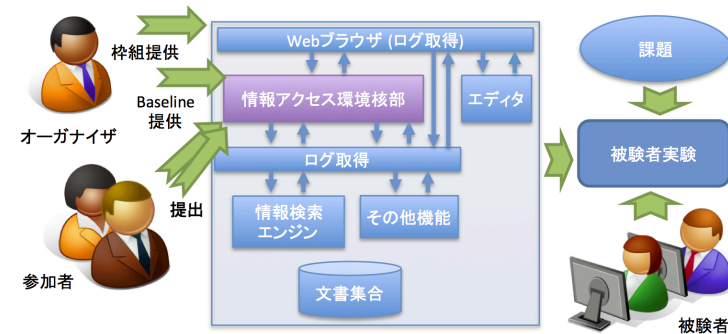 枠組提供
Baseline
提供
オーガナイザ
提出
参加者
Webブラウザ (ログ取得)
情報アクセス環境核部
エディタ
ログ取得
情報検索
エンジン
その他機能
文書集合
課題
被験者実験
被験者